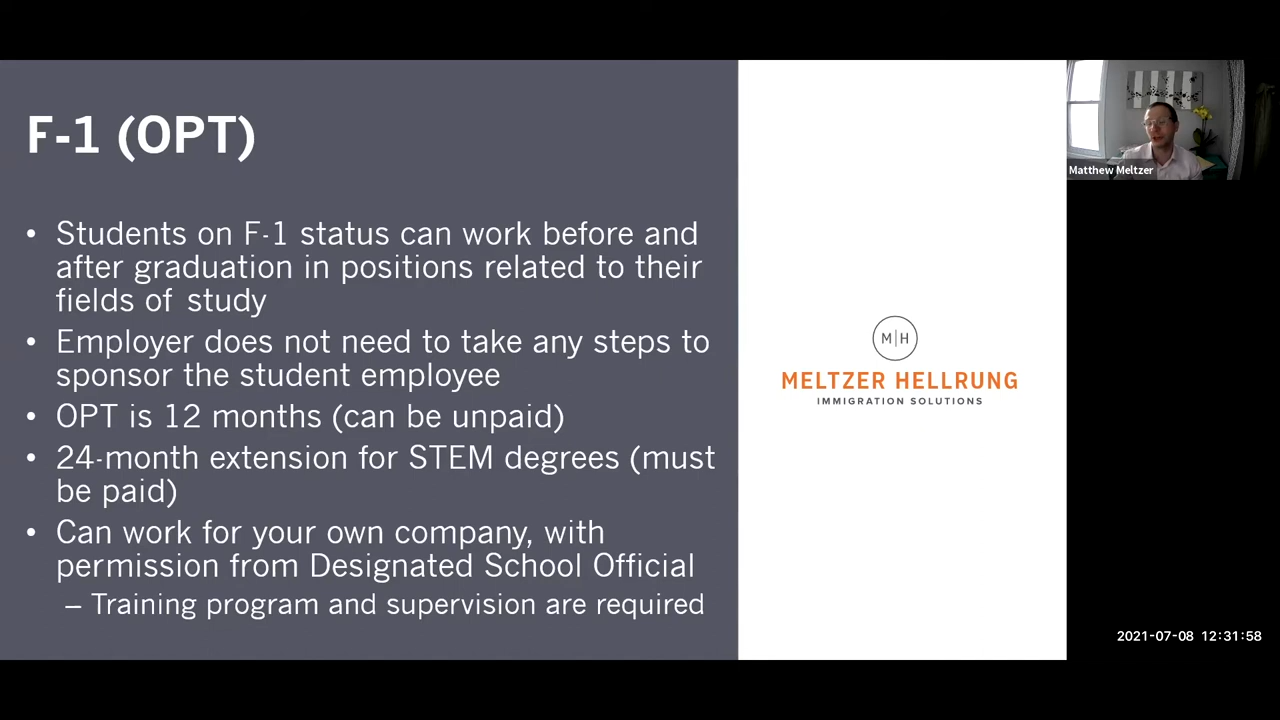 F-1 (OPT)
• Students on F-1 status can work before and
after graduation in positions related to their
fields of study
• Employer does not need to take any steps to
sponsor the student employee
• OPT is 12 months (can be unpaid)
• 24-month extension for STEM degrees (must
be paid)
• Can work for your own company, with
permission from Designated School Official
– Training program and supervision are required
M|H
MELTZER HELLRUNG
IMMIGRATION SOLUTIONS
Matthew Meltzer
2021-07-08 12:31:58